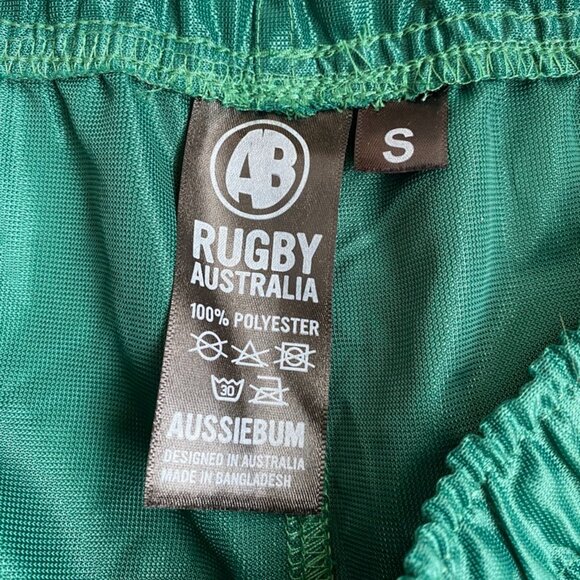 AB
S
RUGBY
AUSTRALIA
100% POLYESTER
30
AUSSIEBUM
DESIGNED IN AUSTRALIA
MADE IN BANGLADESH